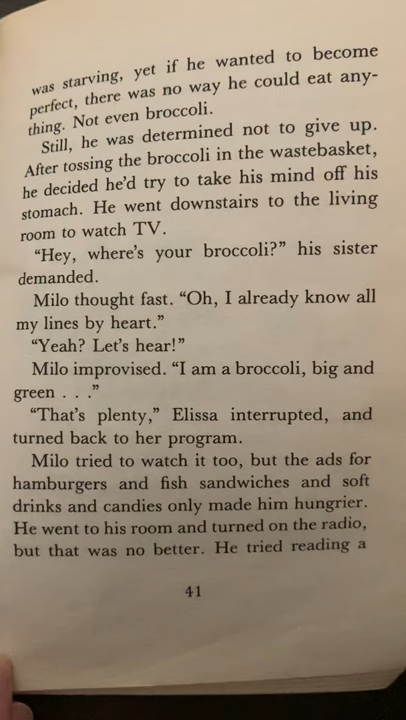 was starving, yet if he wanted to become
perfect, there was no way he could eat any-
thing. Not even broccoli.
Still, he was determined not to give up.
After tossing the broccoli in the wastebasket,
he decided he'd try to take his mind off his
stomach. He went downstairs to the living
room to watch TV.
“Hey, where's your broccoli?” his sister
demanded.
Milo thought fast. “Oh, I already know all
my lines by heart.”
“Yeah? Let's hear!”
Milo improvised. “I am a broccoli, big and
green . . .”
“That's plenty,” Elissa interrupted, and
turned back to her program.
Milo tried to watch it too, but the ads for
hamburgers and fish sandwiches and soft
drinks and candies only made him hungrier.
He went to his room and turned on the radio,
but that was no better. He tried reading a
41